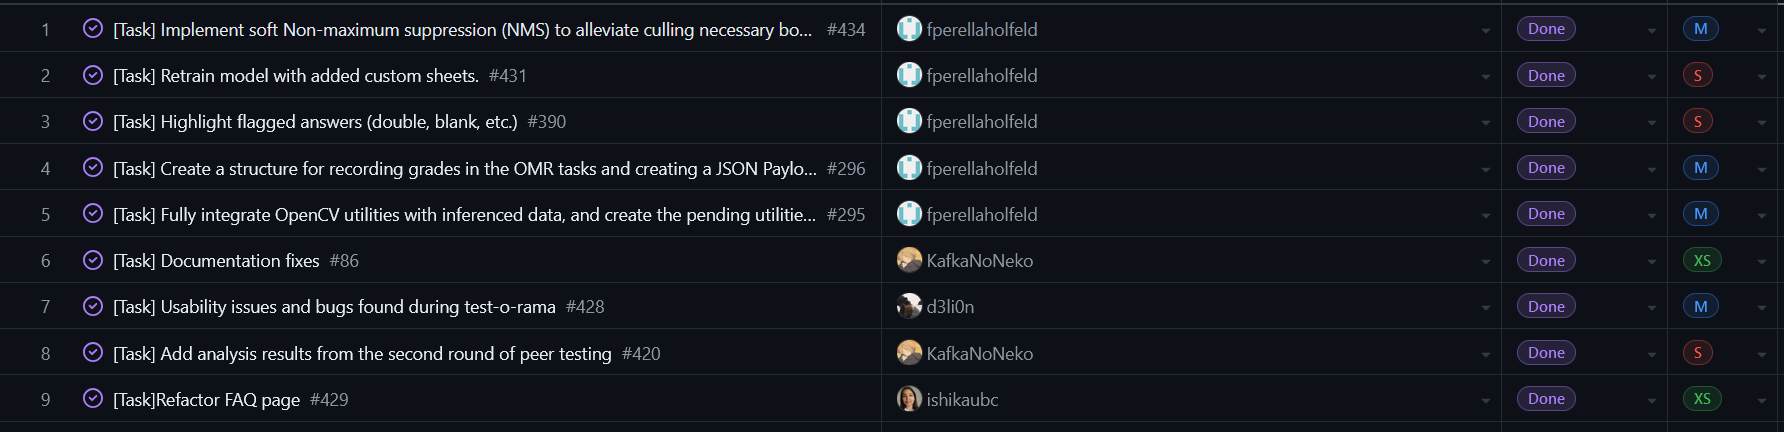 1 [Task] Implement soft Non-maximum suppression (NMS) to alleviate culling necessary bo... #434 fperellaholfeld Done M
2 [Task] Retrain model with added custom sheets. #431 fperellaholfeld Done S
3 [Task] Highlight flagged answers (double, blank, etc.) #390 fperellaholfeld Done S
4 [Task] Create a structure for recording grades in the OMR tasks and creating a JSON Paylo... #296 fperellaholfeld Done M
5 [Task] Fully integrate OpenCV utilities with inferenced data, and create the pending utilitie... #295 fperellaholfeld Done M
6 [Task] Documentation fixes #86 KafkaNoNeko Done XS
7 [Task] Usability issues and bugs found during test-o-rama #428 d3li0n Done M
8 [Task] Add analysis results from the second round of peer testing #420 KafkaNoNeko Done S
9 [Task]Refactor FAQ page #429 ishikaubc Done XS